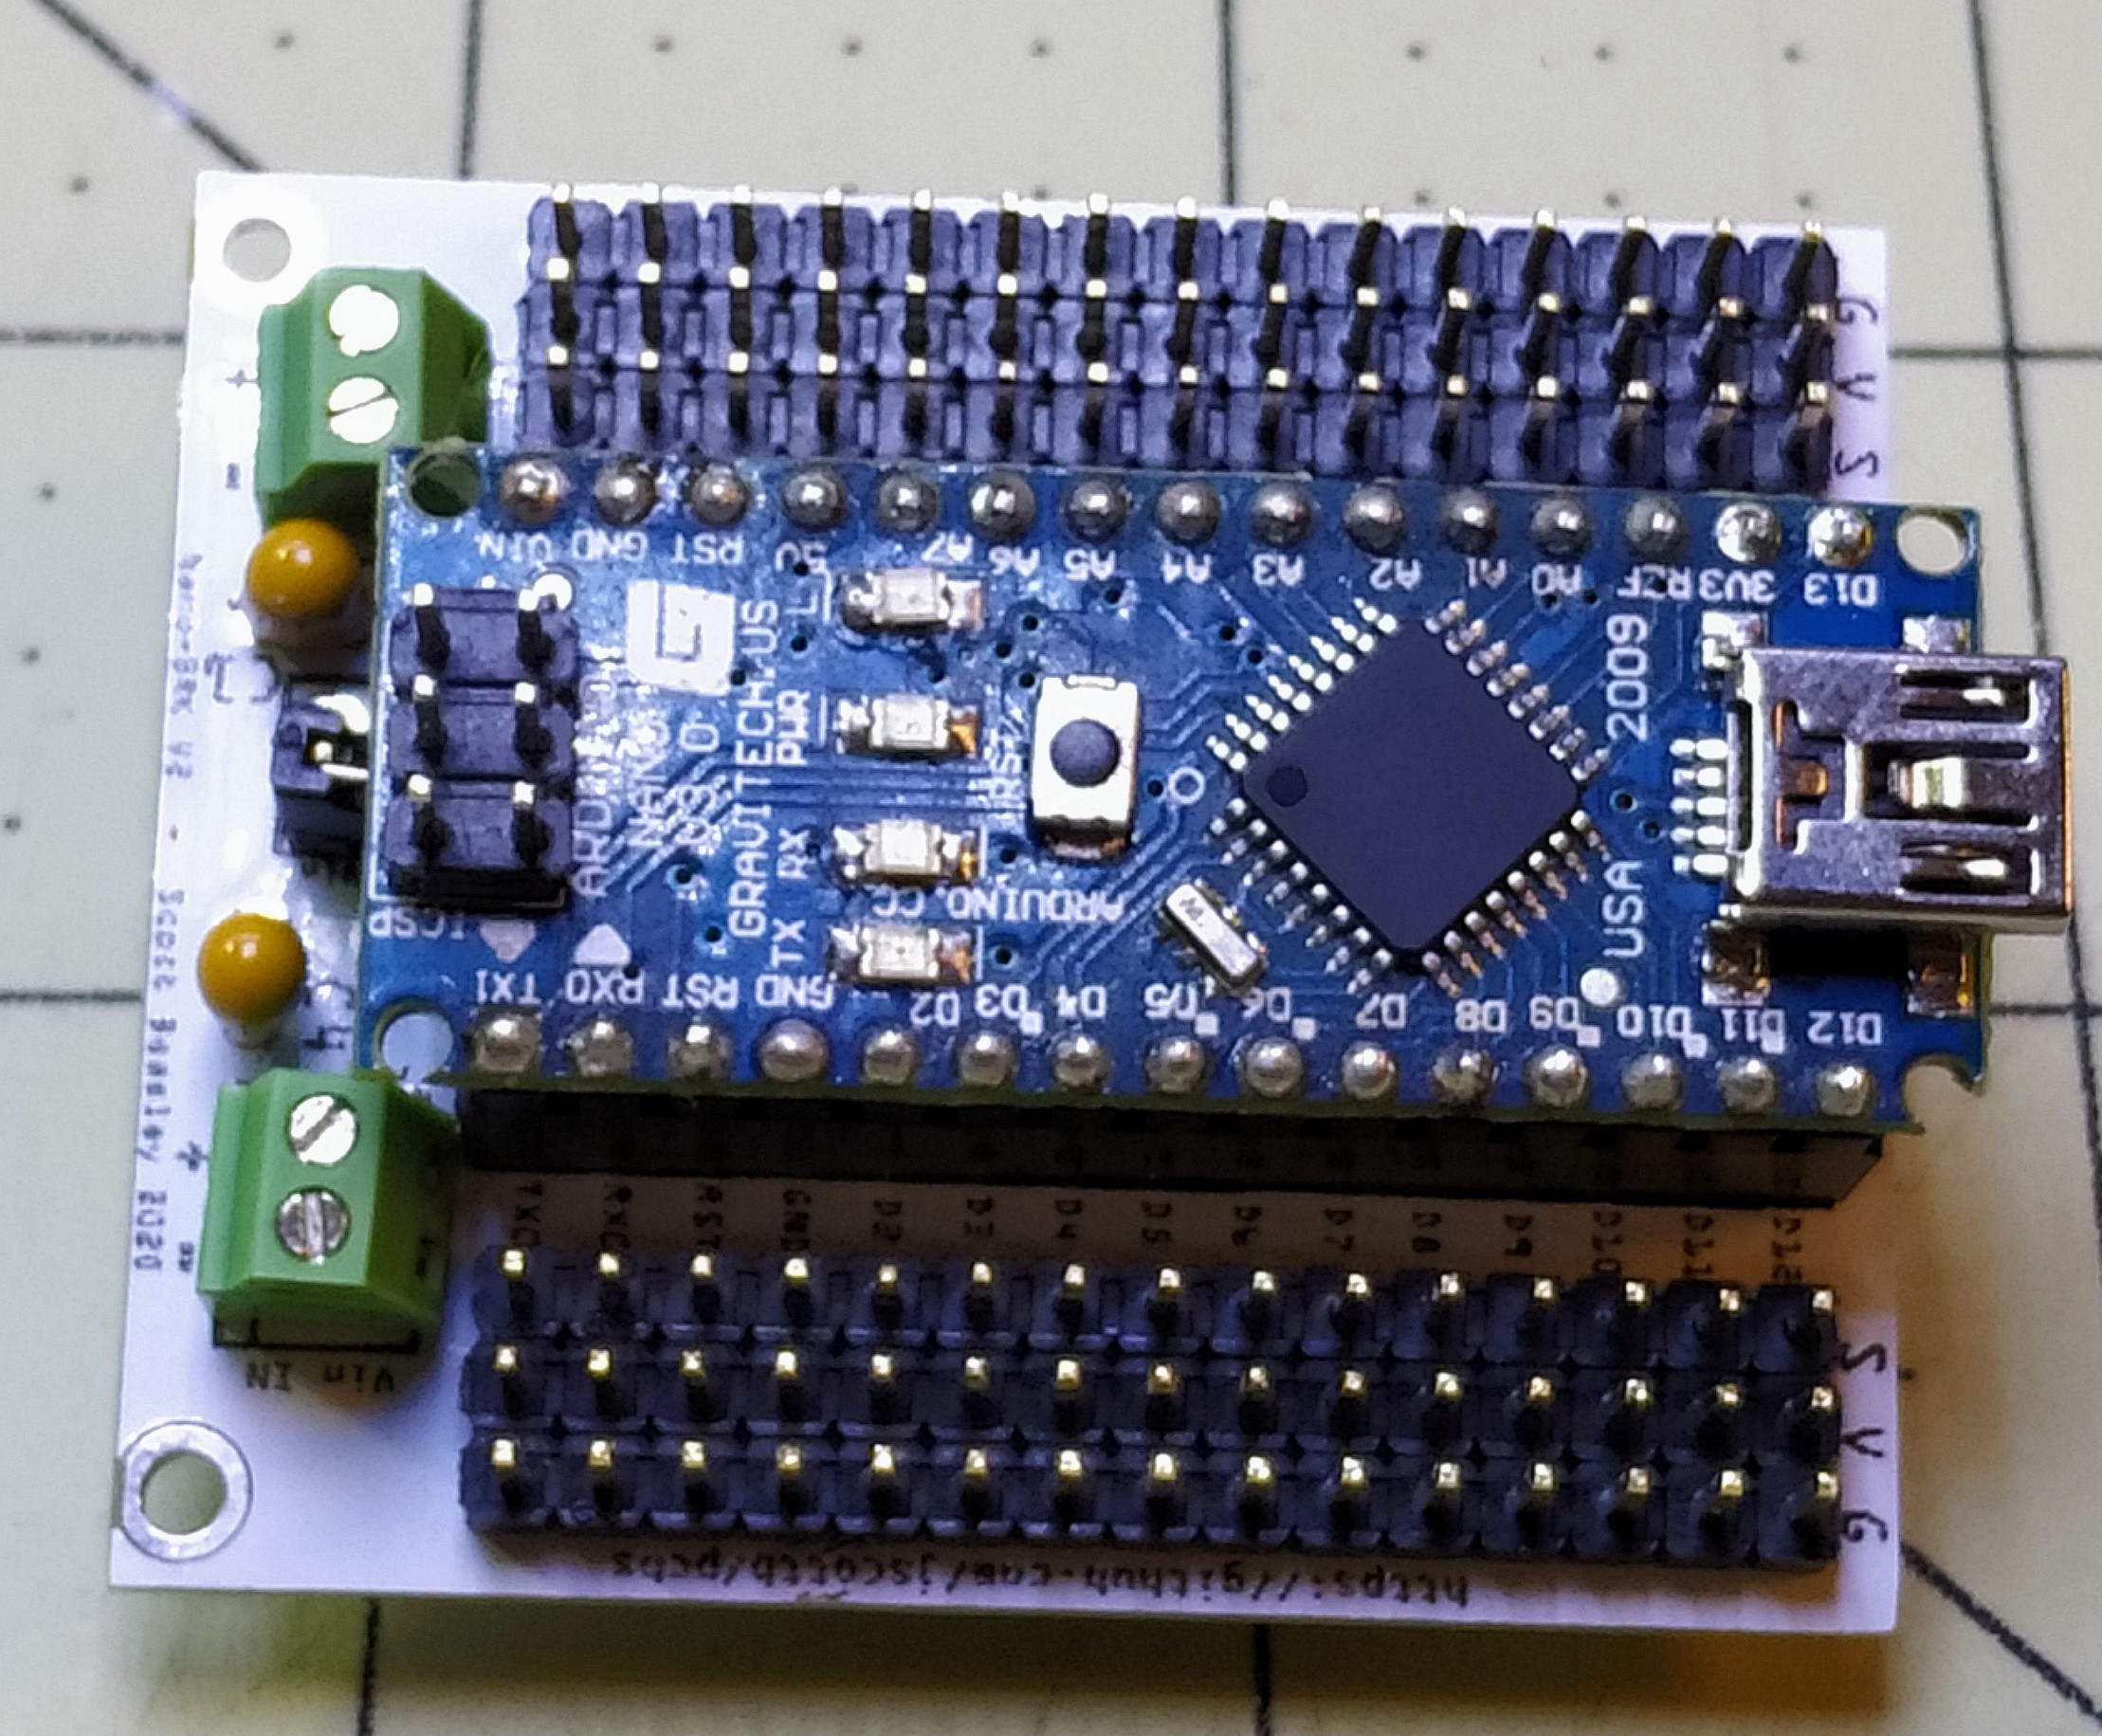 G
V
S
+
-
VIN GND RST 5V A7 A6 A5 A4 A3 A2 A1 A0 REF 3V3 D13
L
PWR
RX
TX
RST
ARDUINO
NANO
V3.0
GRAVITECH.US
ARDUINO.CC
2009
USA
ICSP
TX1 RX0 RST GND D2 D3 D4 D5 D6 D7 D8 D9 D10 D11 D12
RST GND D2 D3 D4 D5 D6 D7 D8 D9 D10 D11 D12
S
V
G
Vin IN
https://github.com/jscottb/pcbs